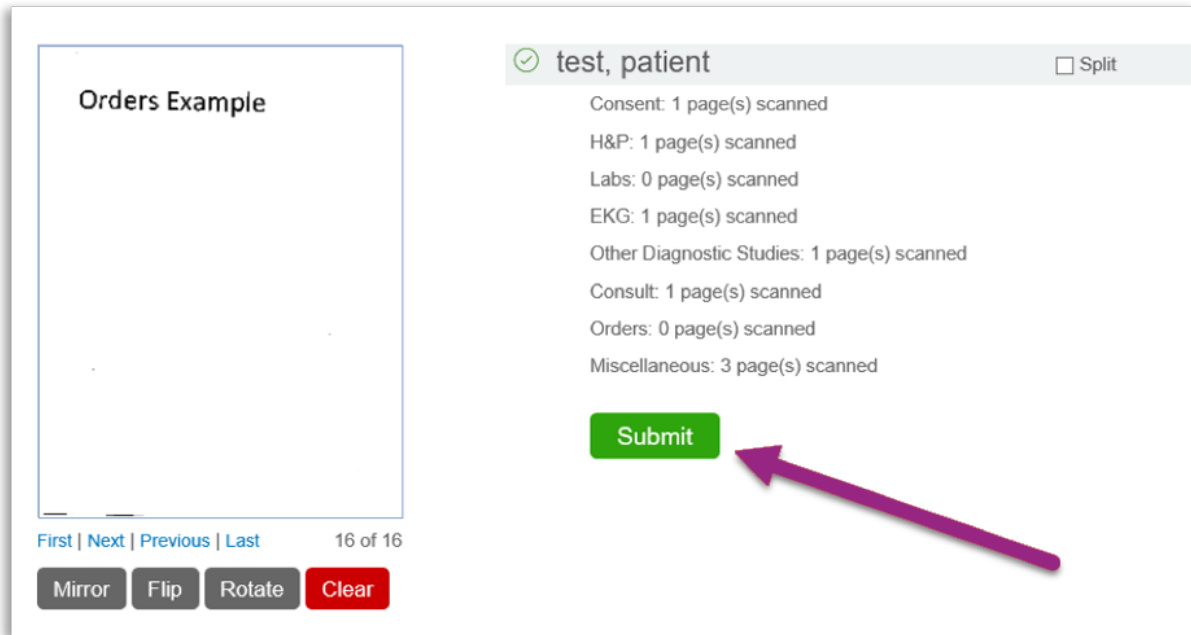 Orders Example
First | Next | Previous | Last 16 of 16
Mirror Flip Rotate Clear
test, patient Split
Consent: 1 page(s) scanned
H&P: 1 page(s) scanned
Labs: 0 page(s) scanned
EKG: 1 page(s) scanned
Other Diagnostic Studies: 1 page(s) scanned
Consult: 1 page(s) scanned
Orders: 0 page(s) scanned
Miscellaneous: 3 page(s) scanned
Submit